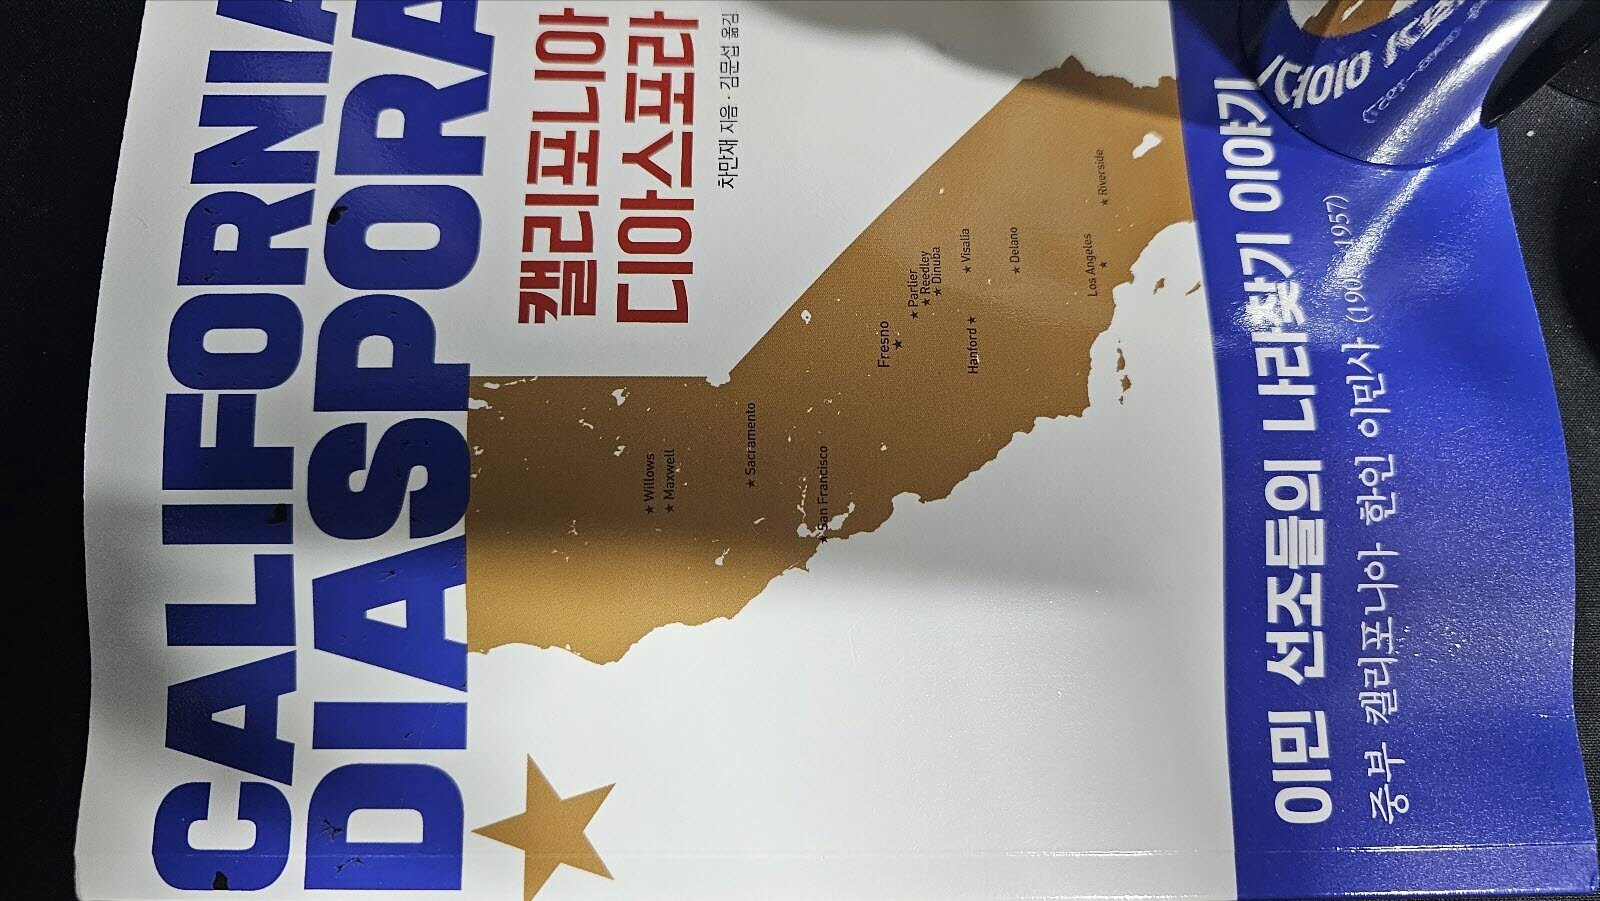 CALIFORNIA
DIASPORA
캘리포니아
디아스포라
차만재 지음 · 김문섭 옮김
★ Willows
★ Maxwell
★ Sacramento
★ San Francisco
Fresno
★
★ Parlier
★ Reedley
★ Dinuba
★ Visalia
Hanford ★
★ Delano
Los Angeles
★
★ Riverside
이민 선조들의 나라찾기 이야기
중부 캘리포니아 한인 이민사 1957)